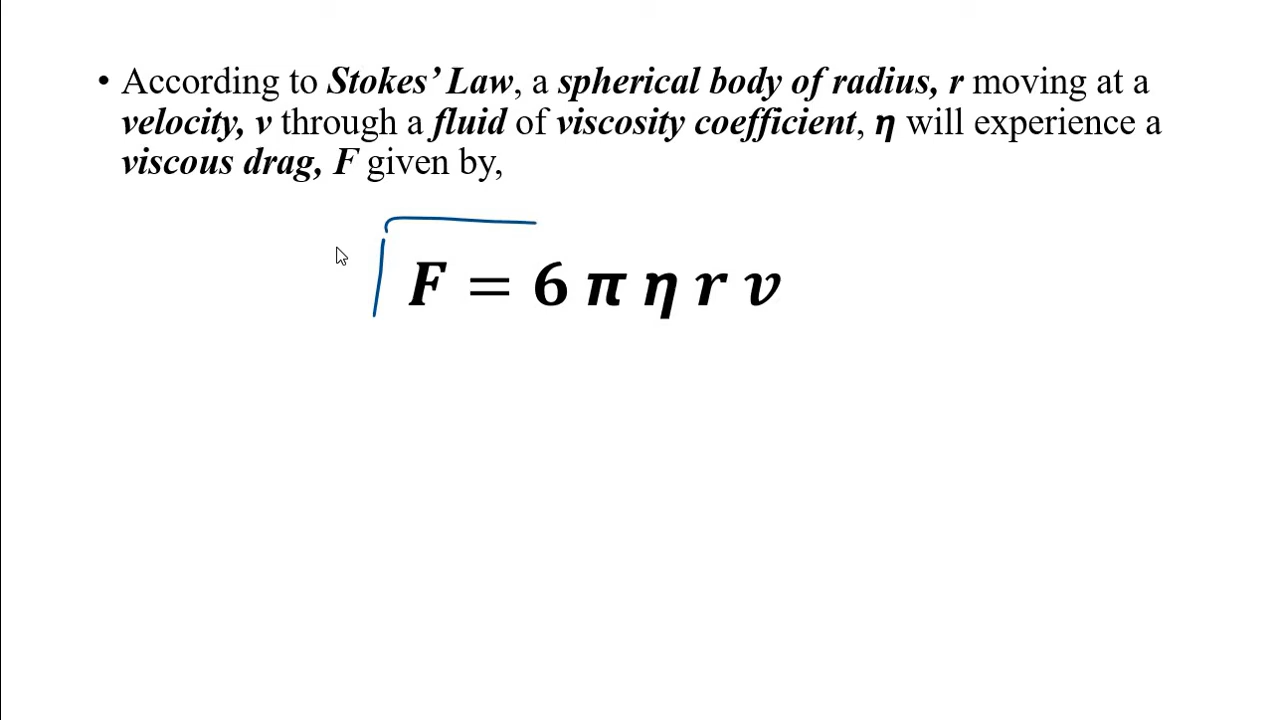 • According to Stokes’ Law, a spherical body of radius, r moving at a
velocity, v through a fluid of viscosity coefficient, η will experience a
viscous drag, F given by,
F = 6 π η r v